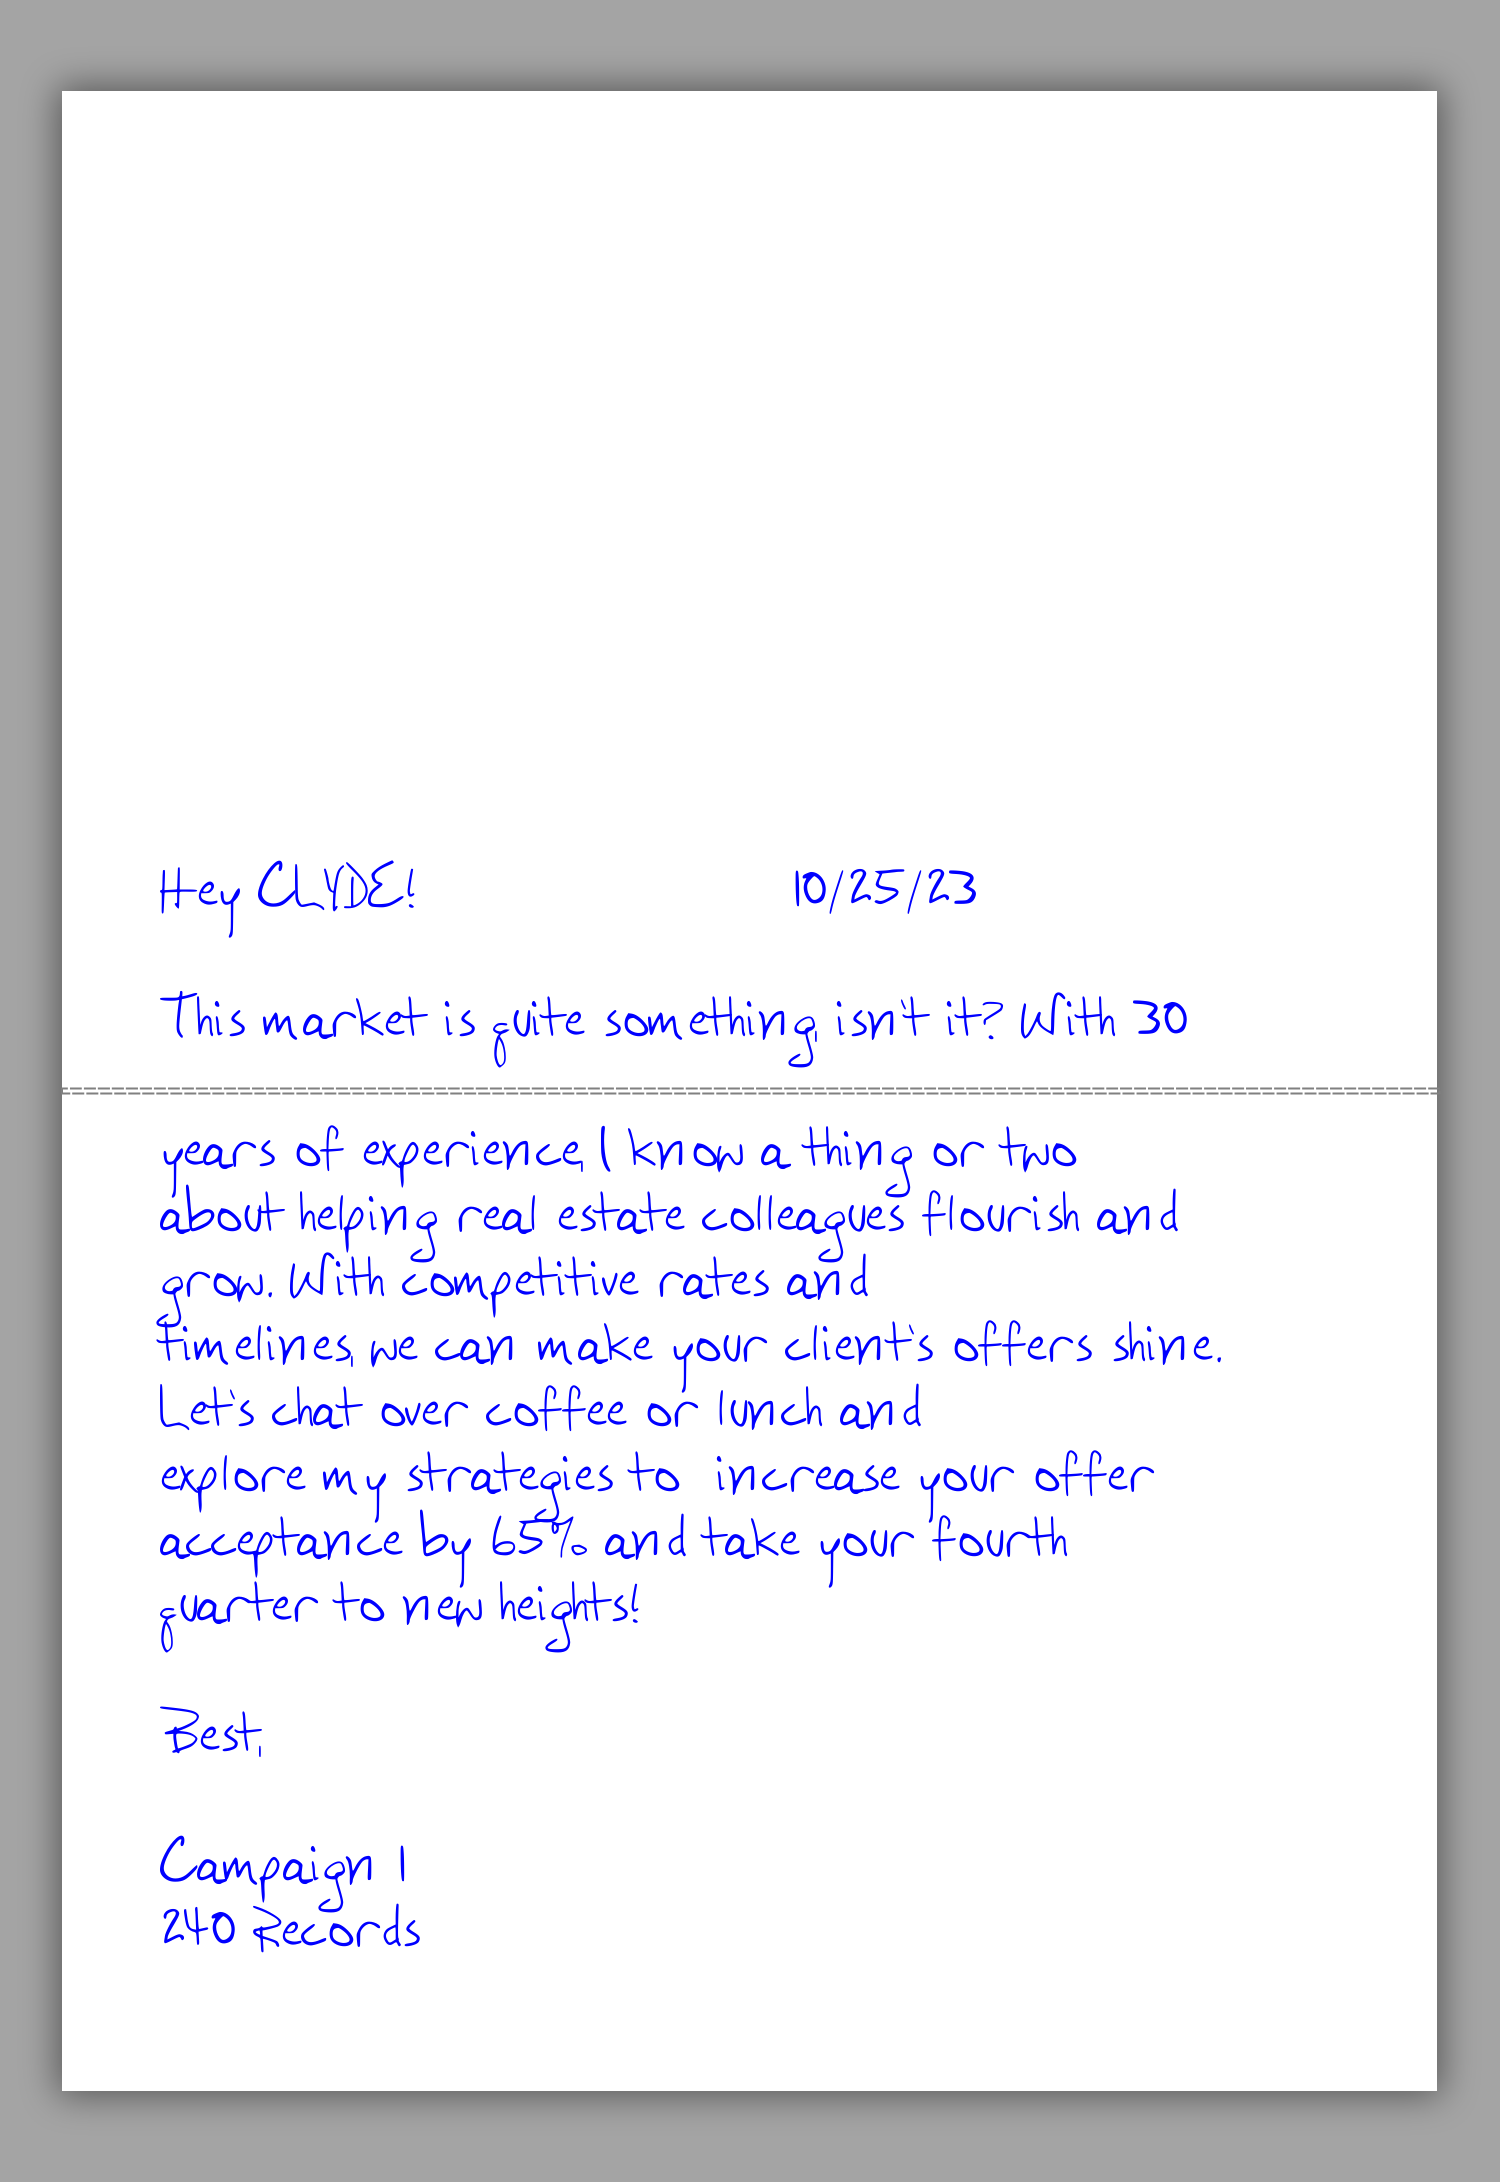 Hey CLYDE! 10/25/23
This market is quite something, isn't it? With 30
years of experience, I know a thing or two
about helping real estate colleagues flourish and
grow. With competitive rates and
timelines, we can make your client's offers shine.
Let's chat over coffee or lunch and
explore my strategies to increase your offer
acceptance by 65% and take your fourth
quarter to new heights!
Best,
Campaign 1
240 Records